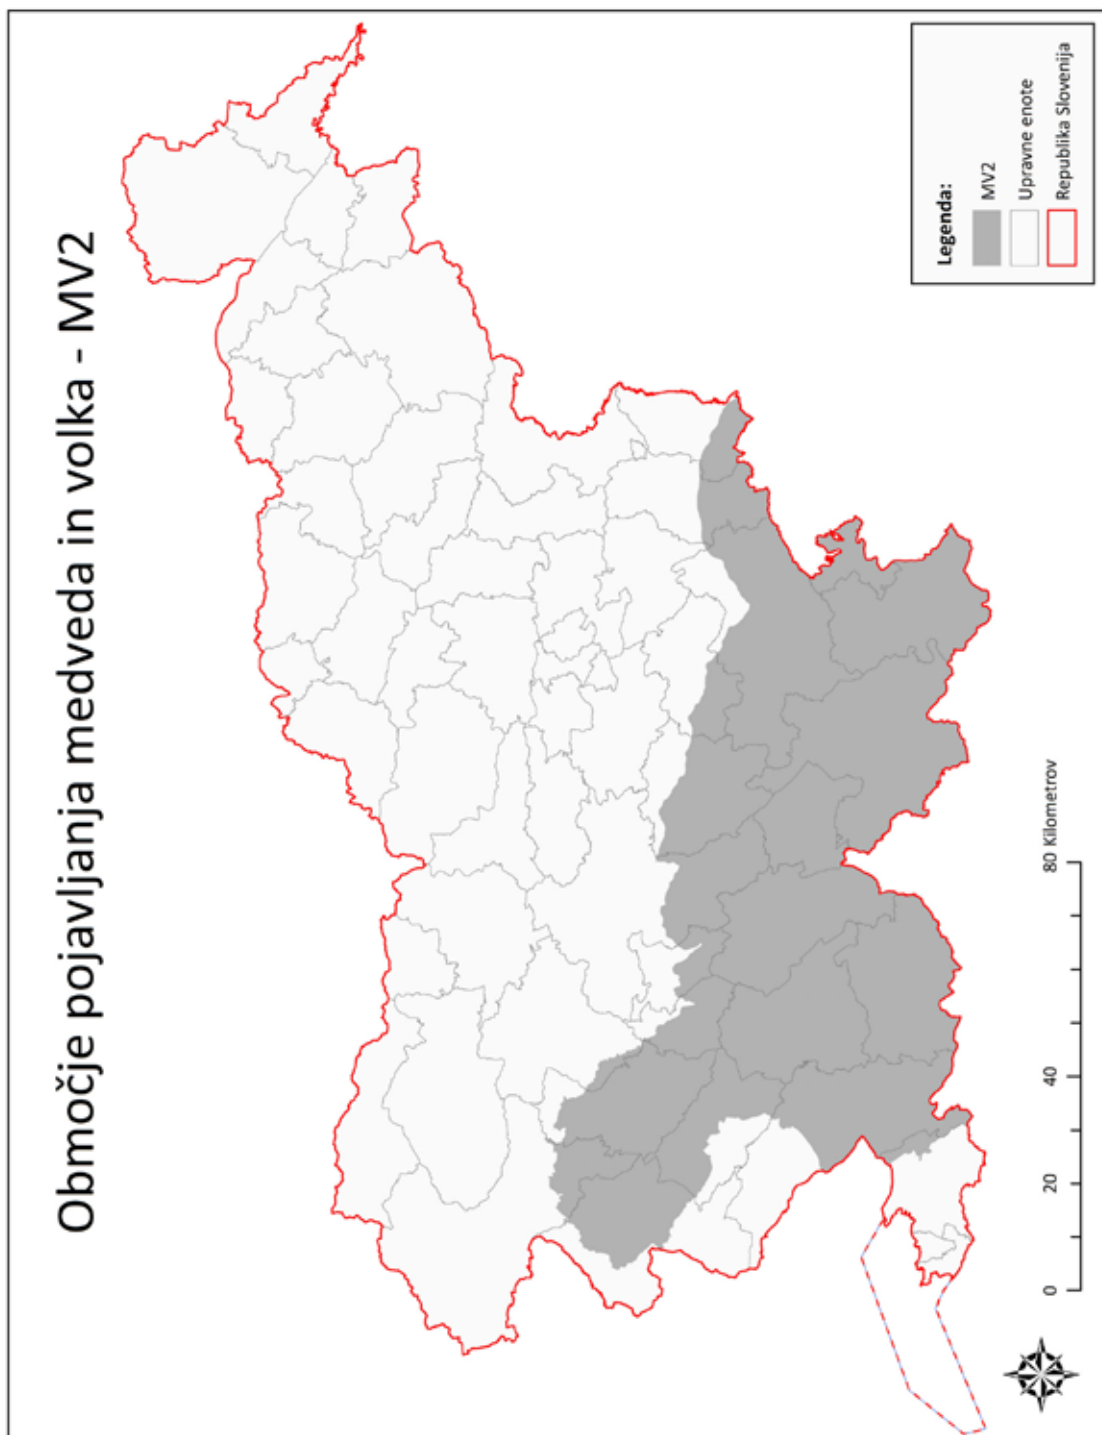 Območje pojavljanja medveda in volka - MV2
Legenda:
MV2
Upravne enote
Republika Slovenija
0 20 40 80 Kilometrov